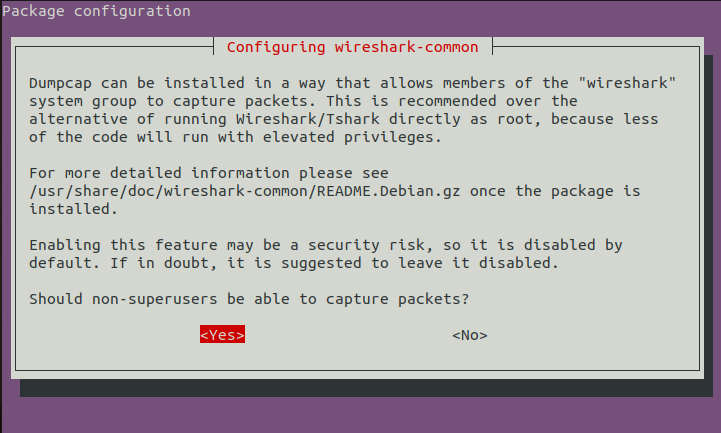 Package configuration
Configuring wireshark-common
Dumpcap can be installed in a way that allows members of the "wireshark"
system group to capture packets. This is recommended over the
alternative of running Wireshark/Tshark directly as root, because less
of the code will run with elevated privileges.
For more detailed information please see
/usr/share/doc/wireshark-common/README.Debian.gz once the package is
installed.
Enabling this feature may be a security risk, so it is disabled by
default. If in doubt, it is suggested to leave it disabled.
Should non-superusers be able to capture packets?
<Yes> <No>